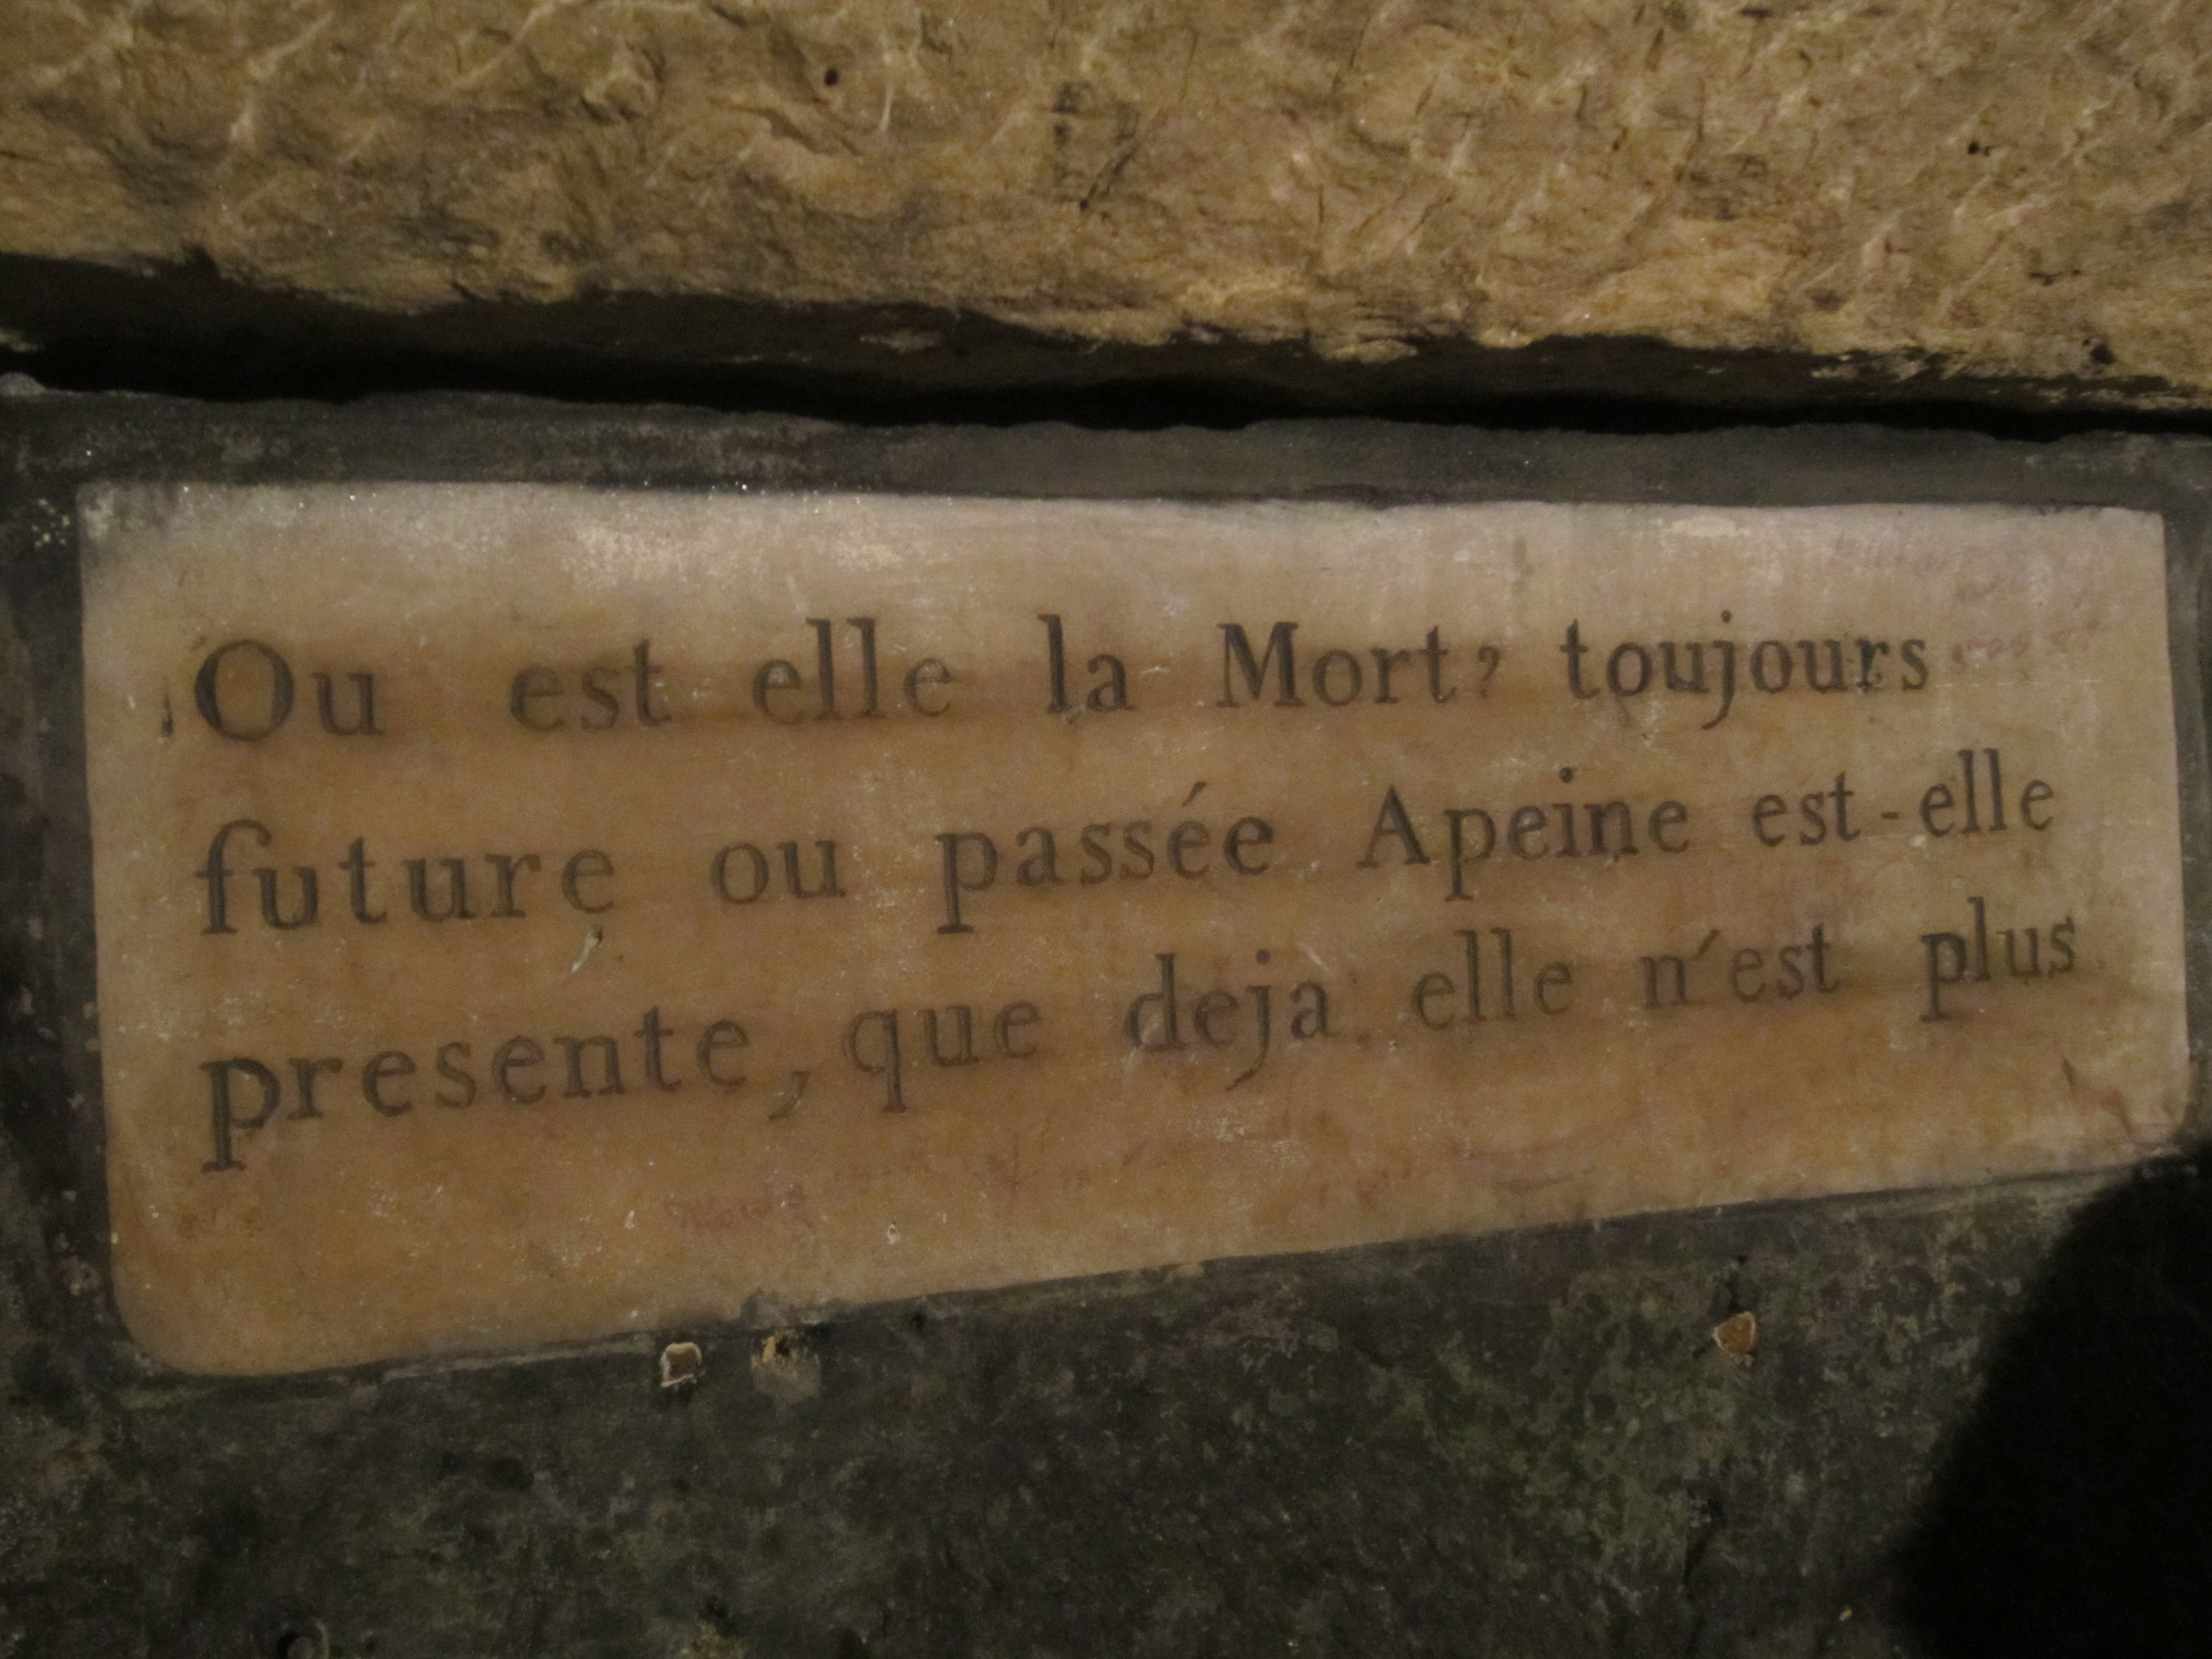 Ou est elle la Mort? toujours
future ou passée Apeine est-elle
presente, que deja elle n'est plus